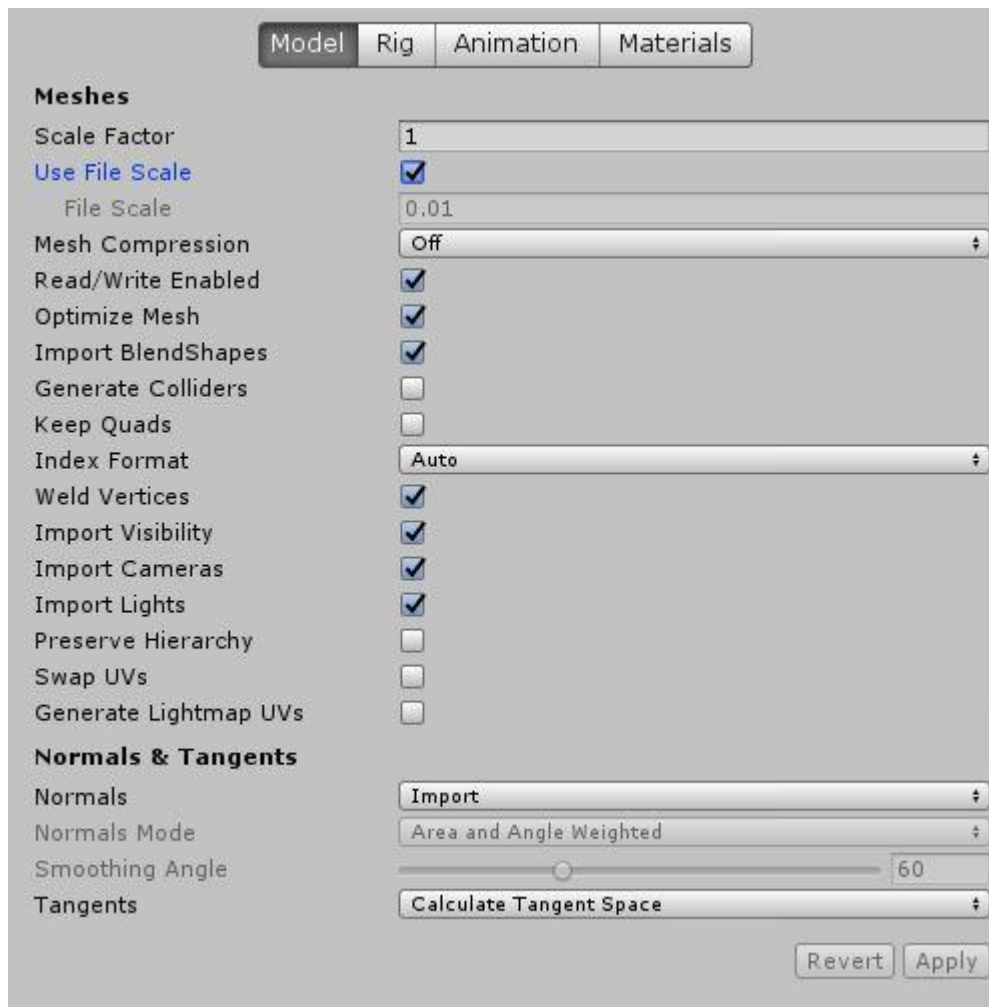 Model Rig Animation Materials
Meshes
Scale Factor 1
Use File Scale
File Scale 0.01
Mesh Compression Off
Read/Write Enabled
Optimize Mesh
Import BlendShapes
Generate Colliders
Keep Quads
Index Format Auto
Weld Vertices
Import Visibility
Import Cameras
Import Lights
Preserve Hierarchy
Swap UVs
Generate Lightmap UVs
Normals & Tangents
Normals Import
Normals Mode Area and Angle Weighted
Smoothing Angle 60
Tangents Calculate Tangent Space
Revert Apply